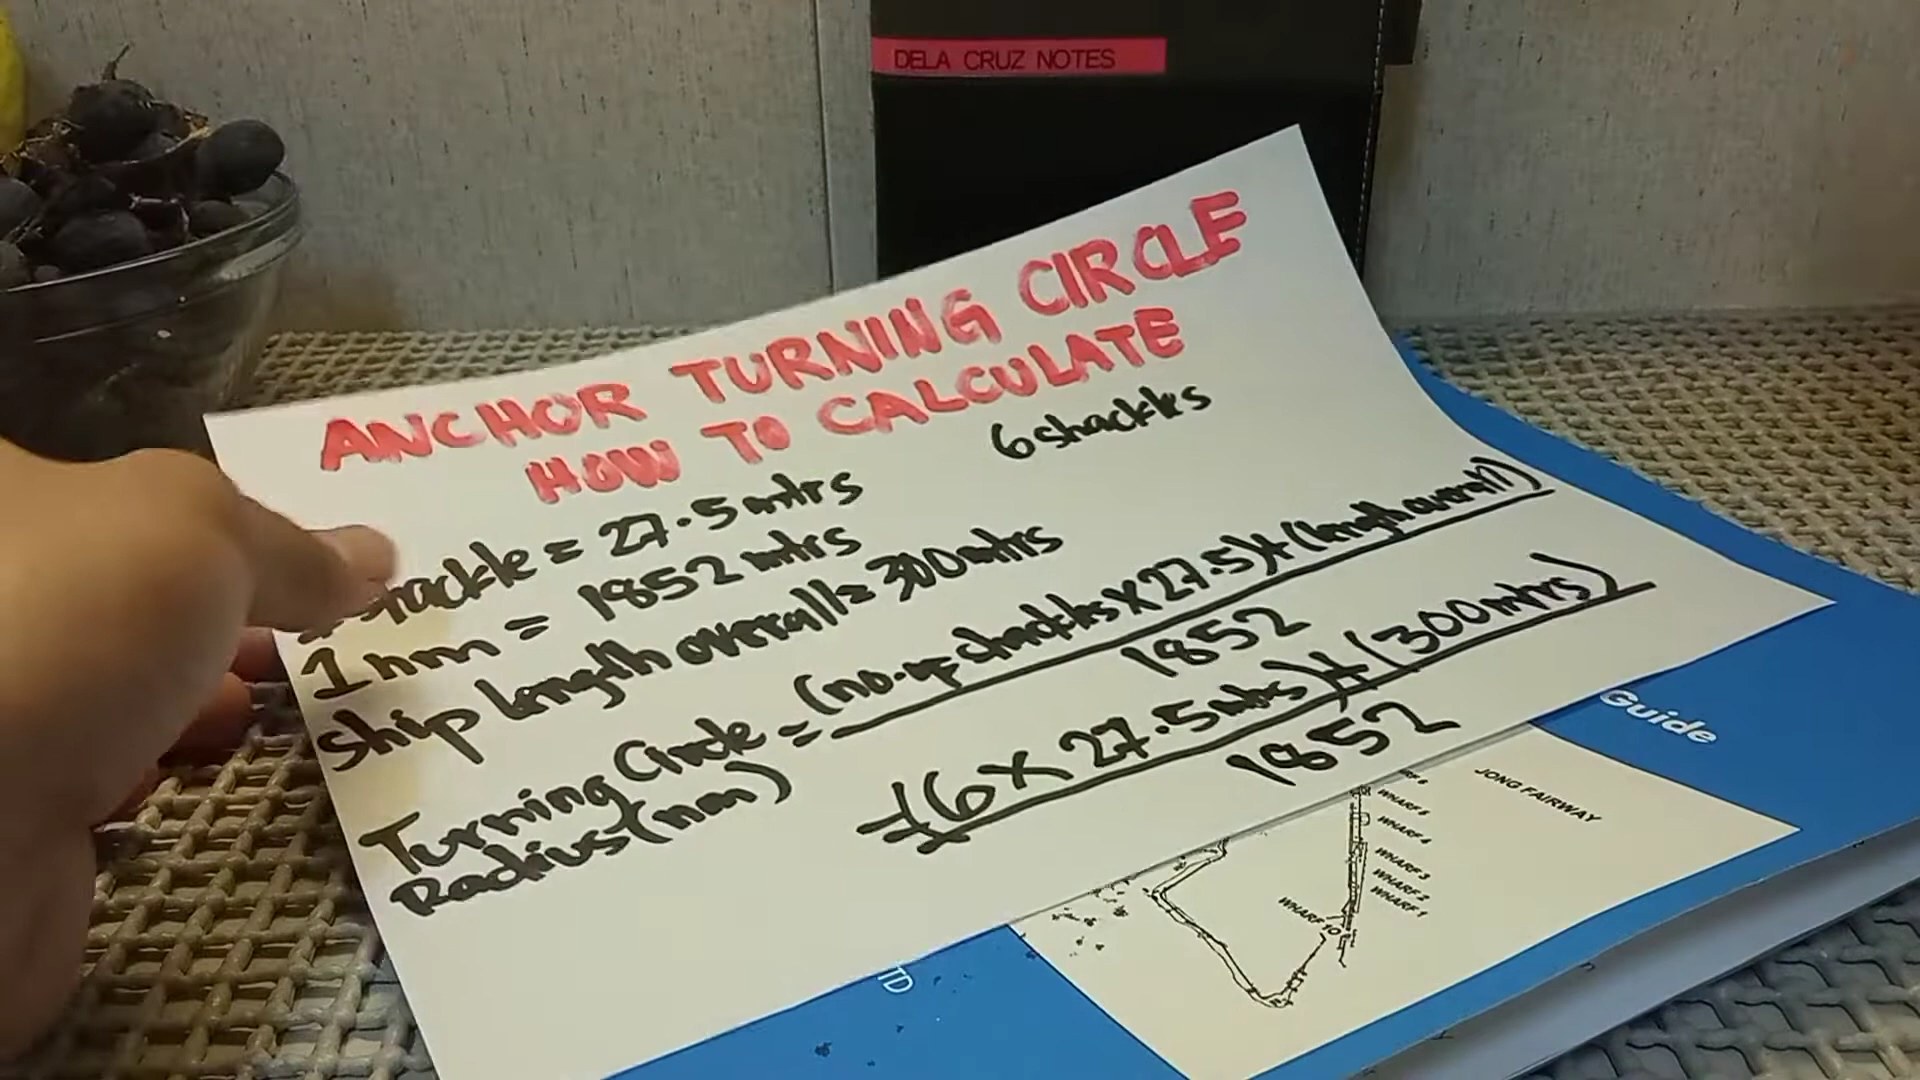 DELA CRUZ NOTES
ANCHOR TURNING CIRCLE
HOW TO CALCULATE
6 shackles
shackle = 27.5 mtrs
1 nm = 1852 mtrs
Ship length overall = 300 mtrs
Turning Circle Radius (nm) = (no. of shackles X 27.5) + (length overall)
1852
= (6 X 27.5 mtrs) + (300 mtrs)
1852
Guide
JONG FAIRWAY
WHARF 5
WHARF 4
WHARF 3
WHARF 2
WHARF 1
WHARF 10
TD